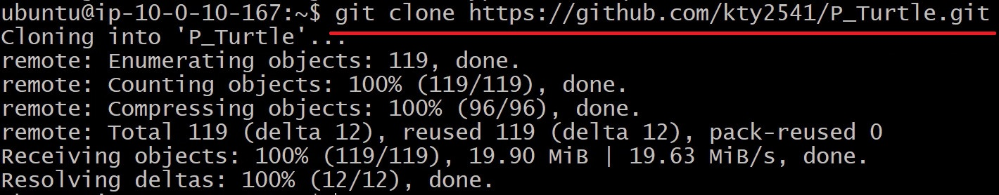 ubuntu@ip-10-0-10-167:~$ git clone https://github.com/kty2541/P_Turtle.git
Cloning into 'P_Turtle'...
remote: Enumerating objects: 119, done.
remote: Counting objects: 100% (119/119), done.
remote: Compressing objects: 100% (96/96), done.
remote: Total 119 (delta 12), reused 119 (delta 12), pack-reused 0
Receiving objects: 100% (119/119), 19.90 MiB | 19.63 MiB/s, done.
Resolving deltas: 100% (12/12), done.